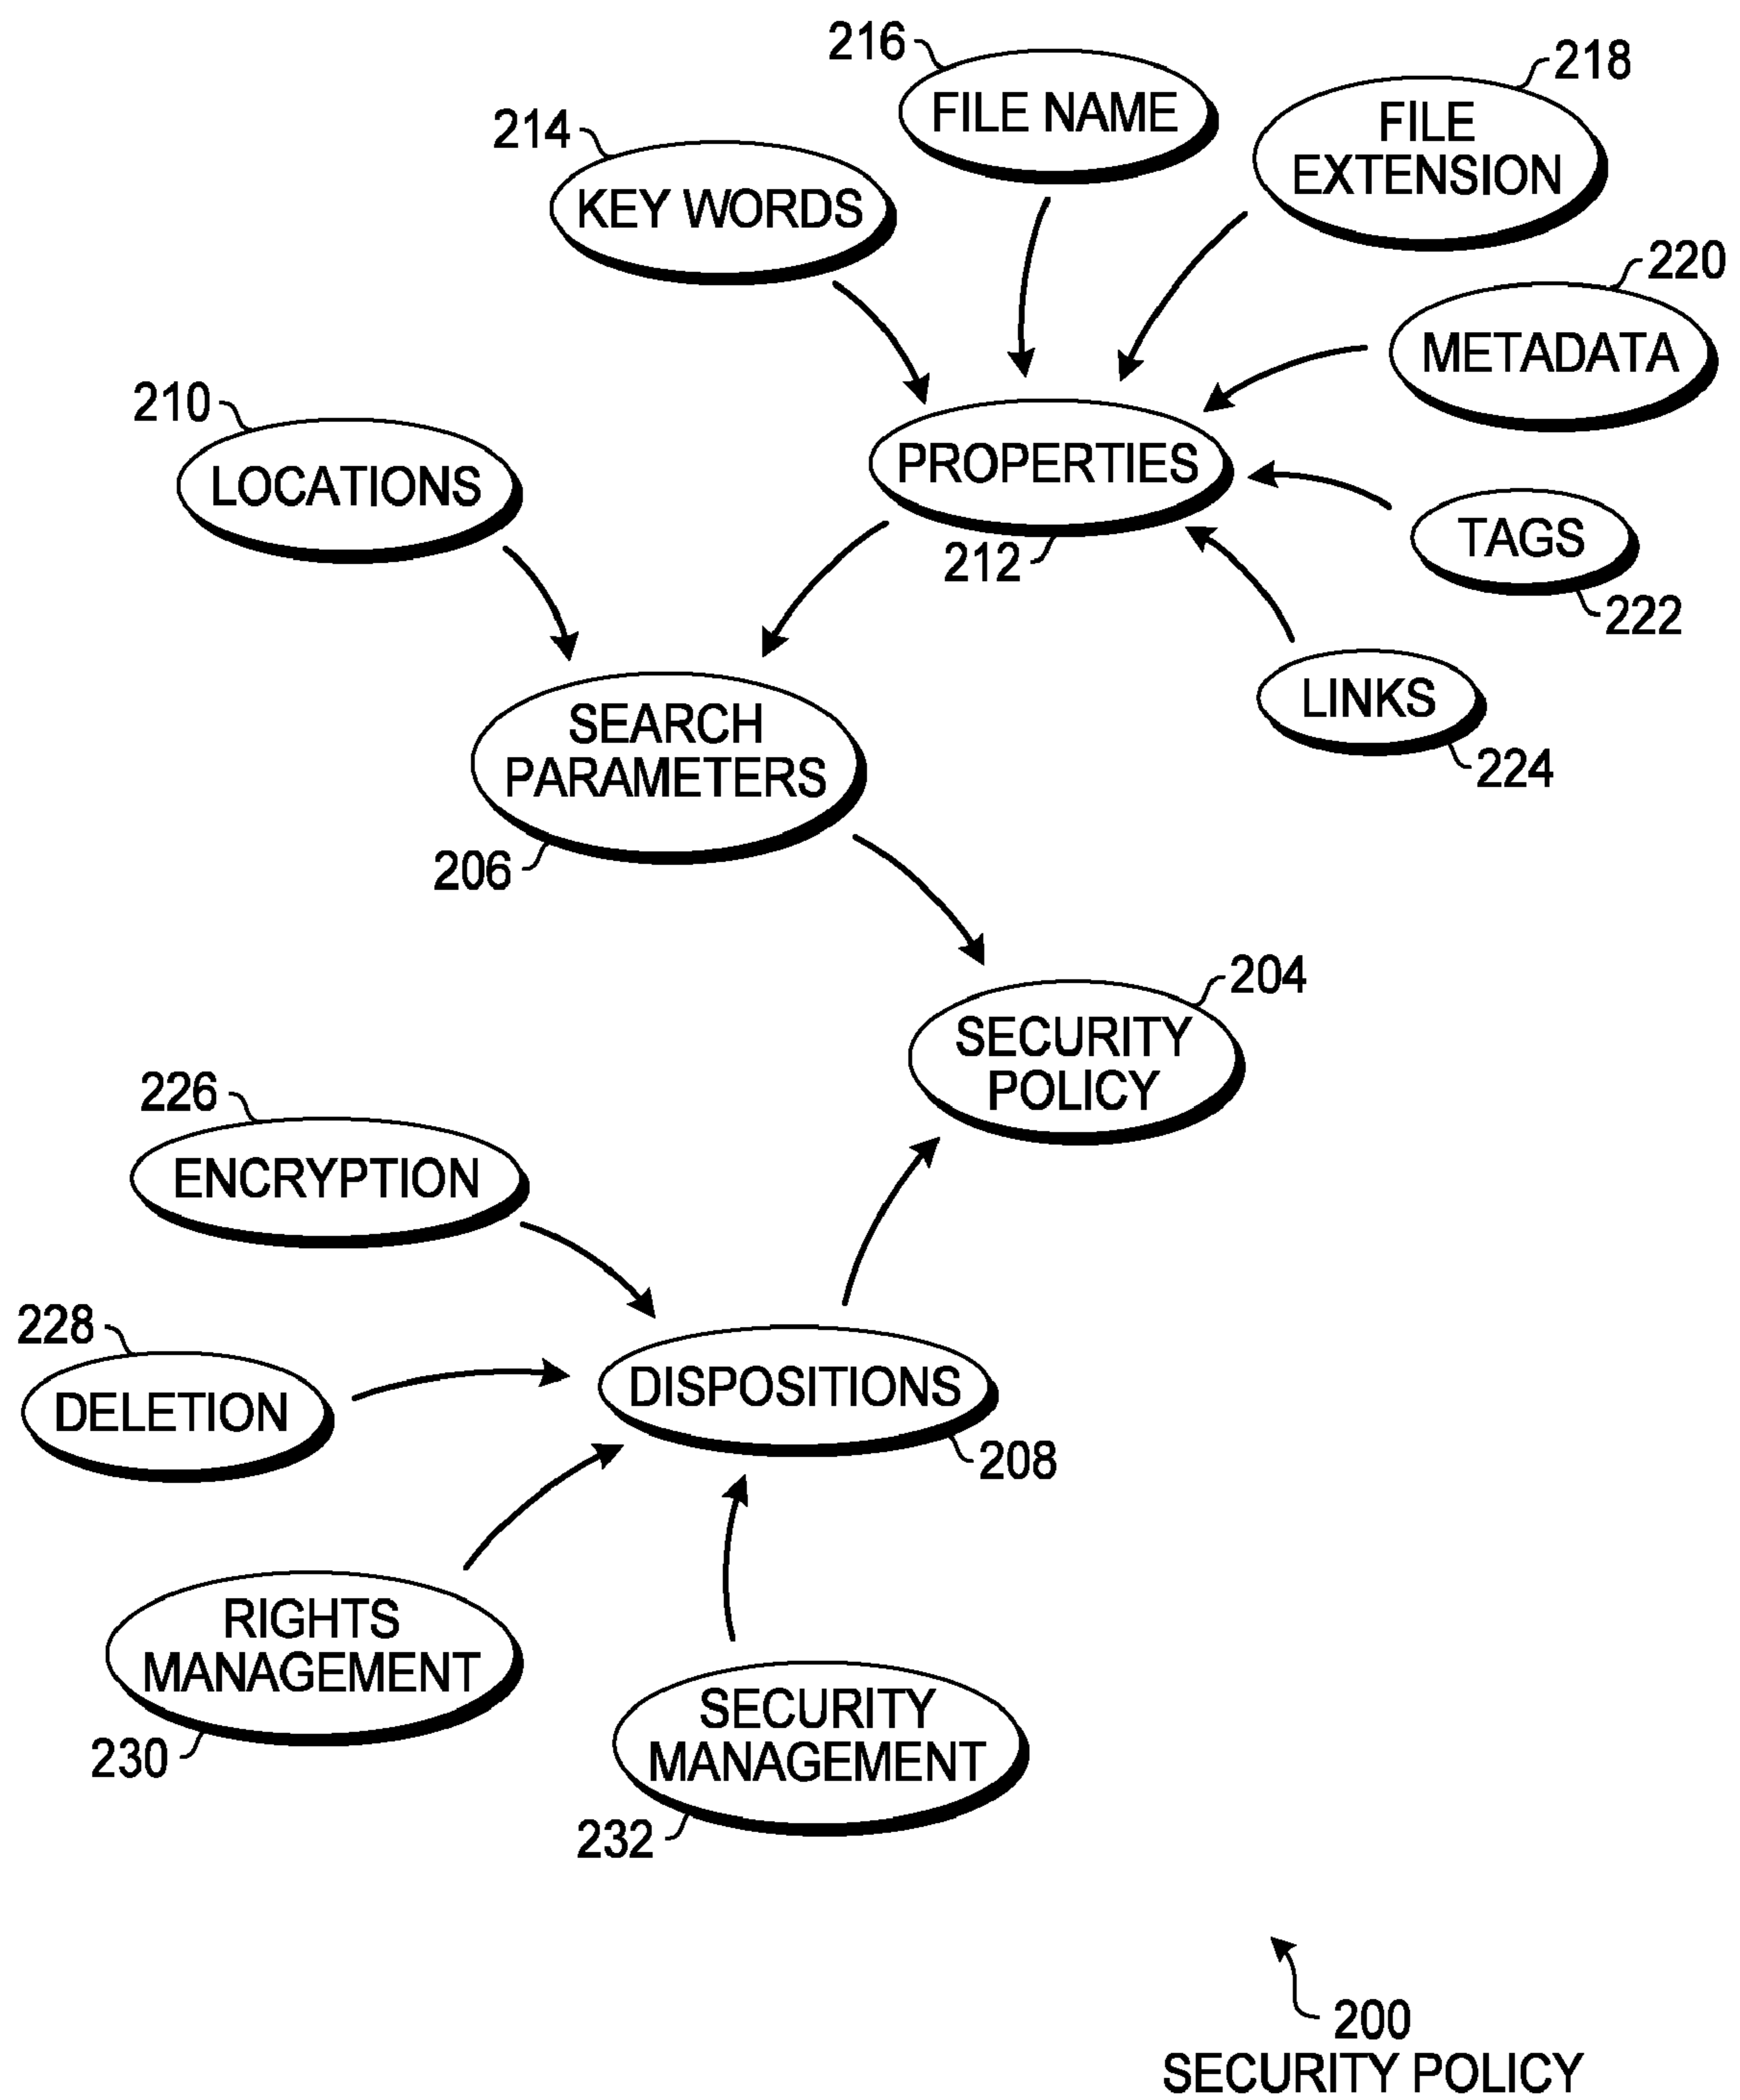 216
FILE NAME
218
FILE
EXTENSION
214
KEY WORDS
220
METADATA
210
LOCATIONS
PROPERTIES
212
TAGS
222
LINKS
224
SEARCH
PARAMETERS
206
204
SECURITY
POLICY
226
ENCRYPTION
228
DELETION
DISPOSITIONS
208
RIGHTS
MANAGEMENT
230
SECURITY
MANAGEMENT
232
200
SECURITY POLICY